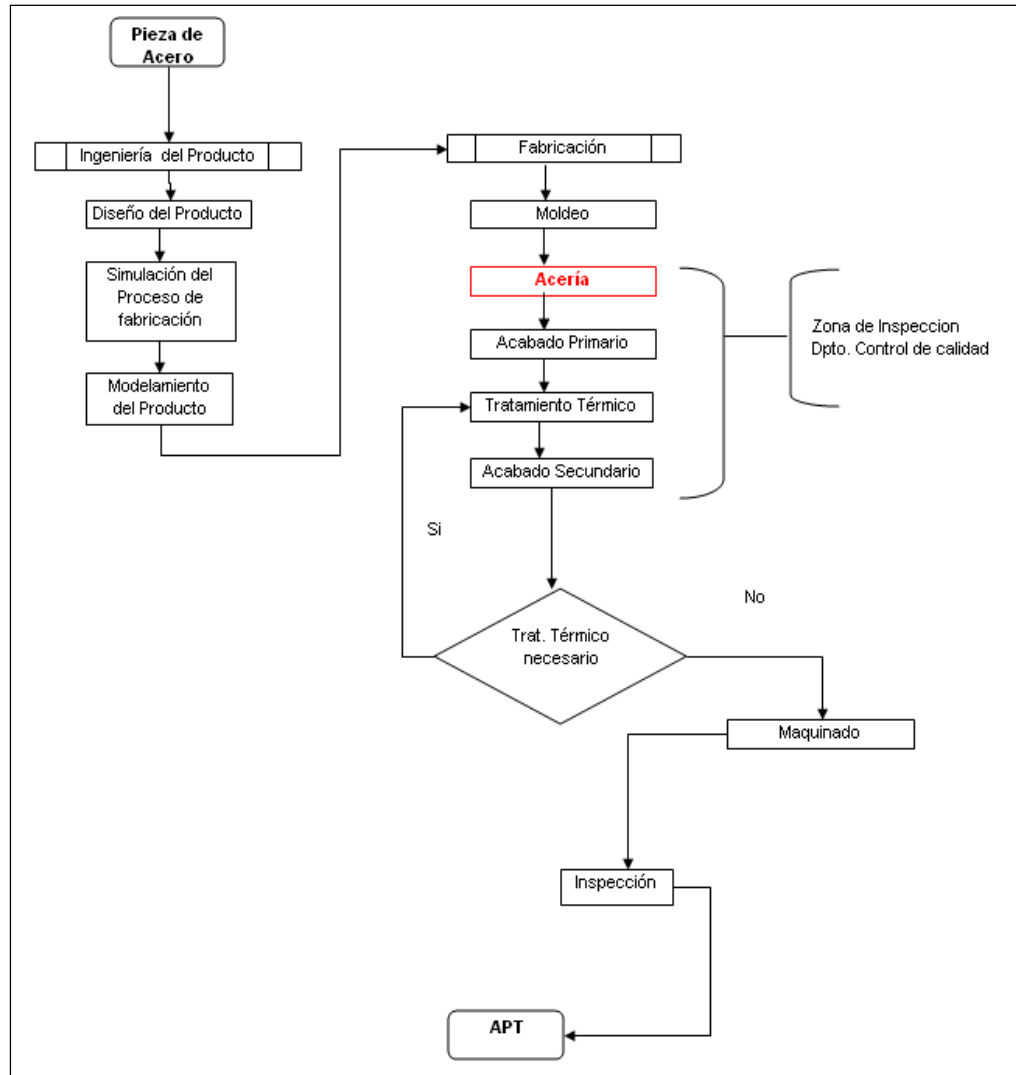 Pieza de
Acero
Ingeniería del Producto
Diseño del Producto
Simulación del
Proceso de
fabricación
Modelamiento
del Producto
Fabricación
Moldeo
Acería
Acabado Primario
Tratamiento Térmico
Acabado Secundario
Zona de Inspeccion
Dpto. Control de calidad
Si
No
Trat. Térmico
necesario
Maquinado
Inspección
APT